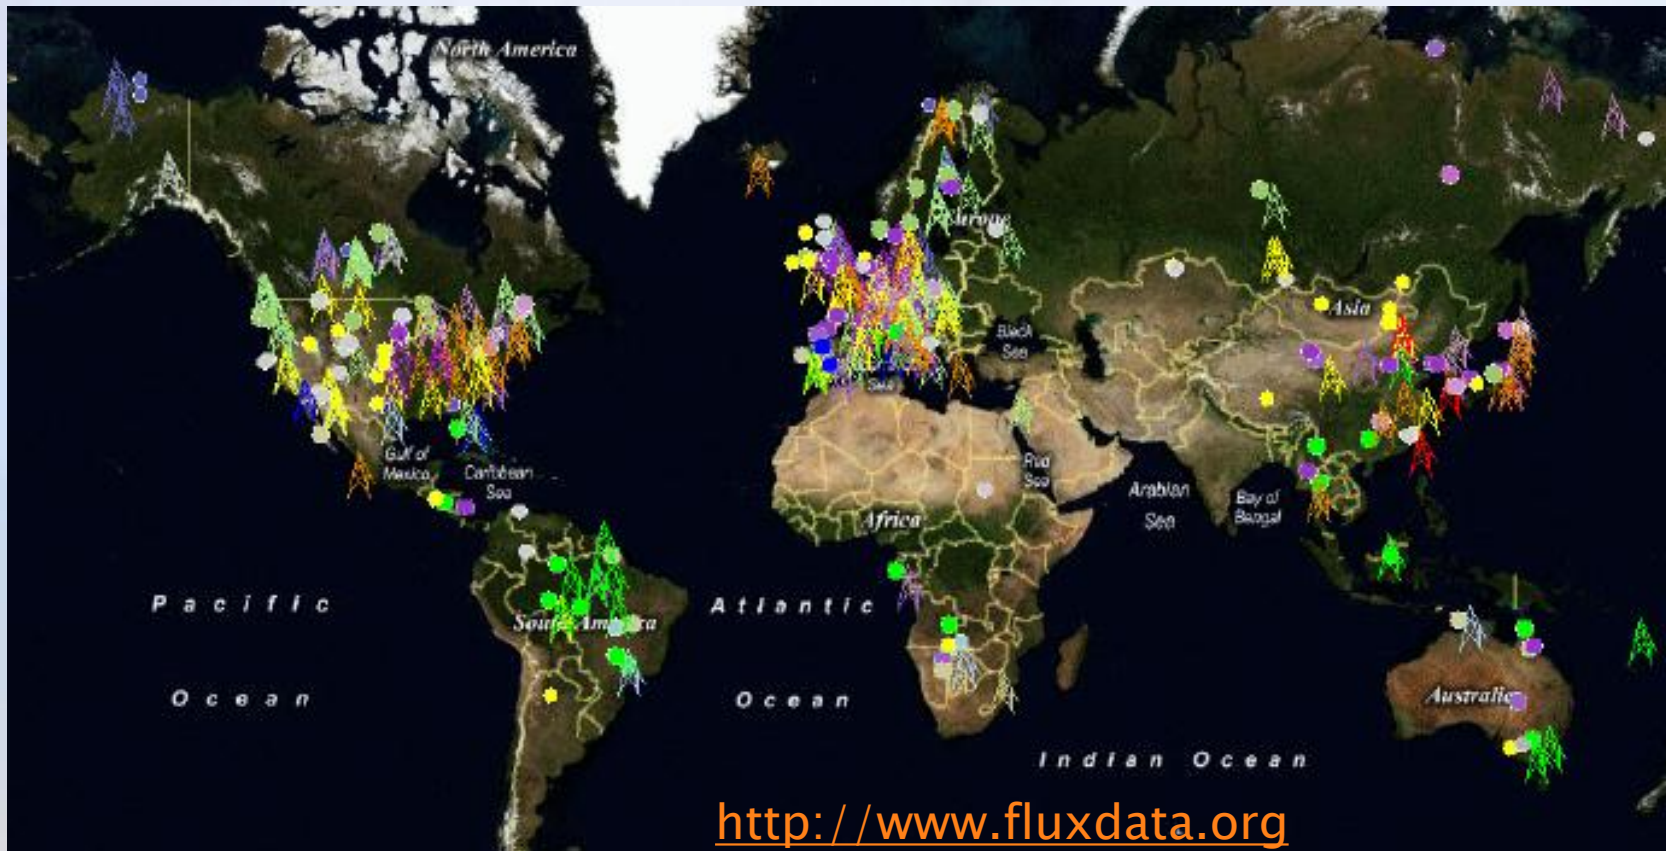 North America
Europe
Asia
Black
Sea
Sea
Gulf of
Mexico
Caribbean
Sea
Red
Sea
Arabian
Sea
Bay of
Bengal
Africa
Pacific
Ocean
South America
Atlantic
Ocean
Australia
Indian Ocean
http://www.fluxdata.org